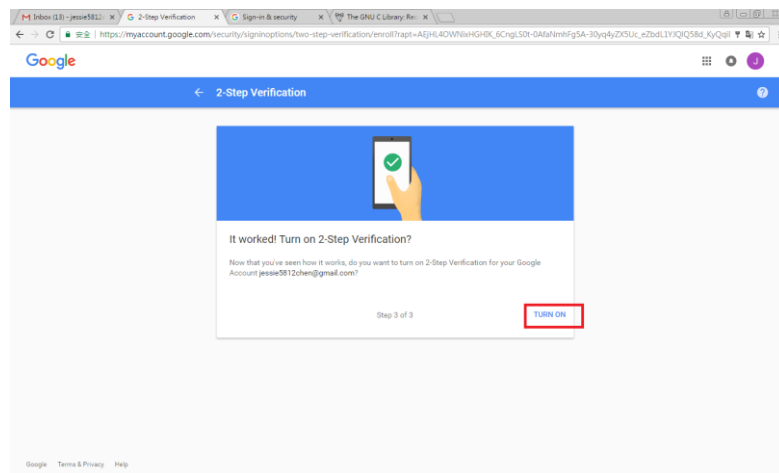 Inbox (13) - jessie5812
2-Step Verification
Sign-in & security
The GNU C Library: Re
安全 | https://myaccount.google.com/security/signinoptions/two-step-verification/enroll?rapt=
Google
J
2-Step Verification
It worked! Turn on 2-Step Verification?
Now that you've seen how it works, do you want to turn on 2-Step Verification for your Google
Account jessie5812chen@gmail.com?
Step 3 of 3
TURN ON
Google Terms & Privacy Help